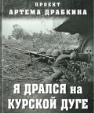 ПРОЕКТ
АРТЕМА ДРАБКИНА
Я ДРАЛСЯ НА
КУРСКОЙ ДУГЕ